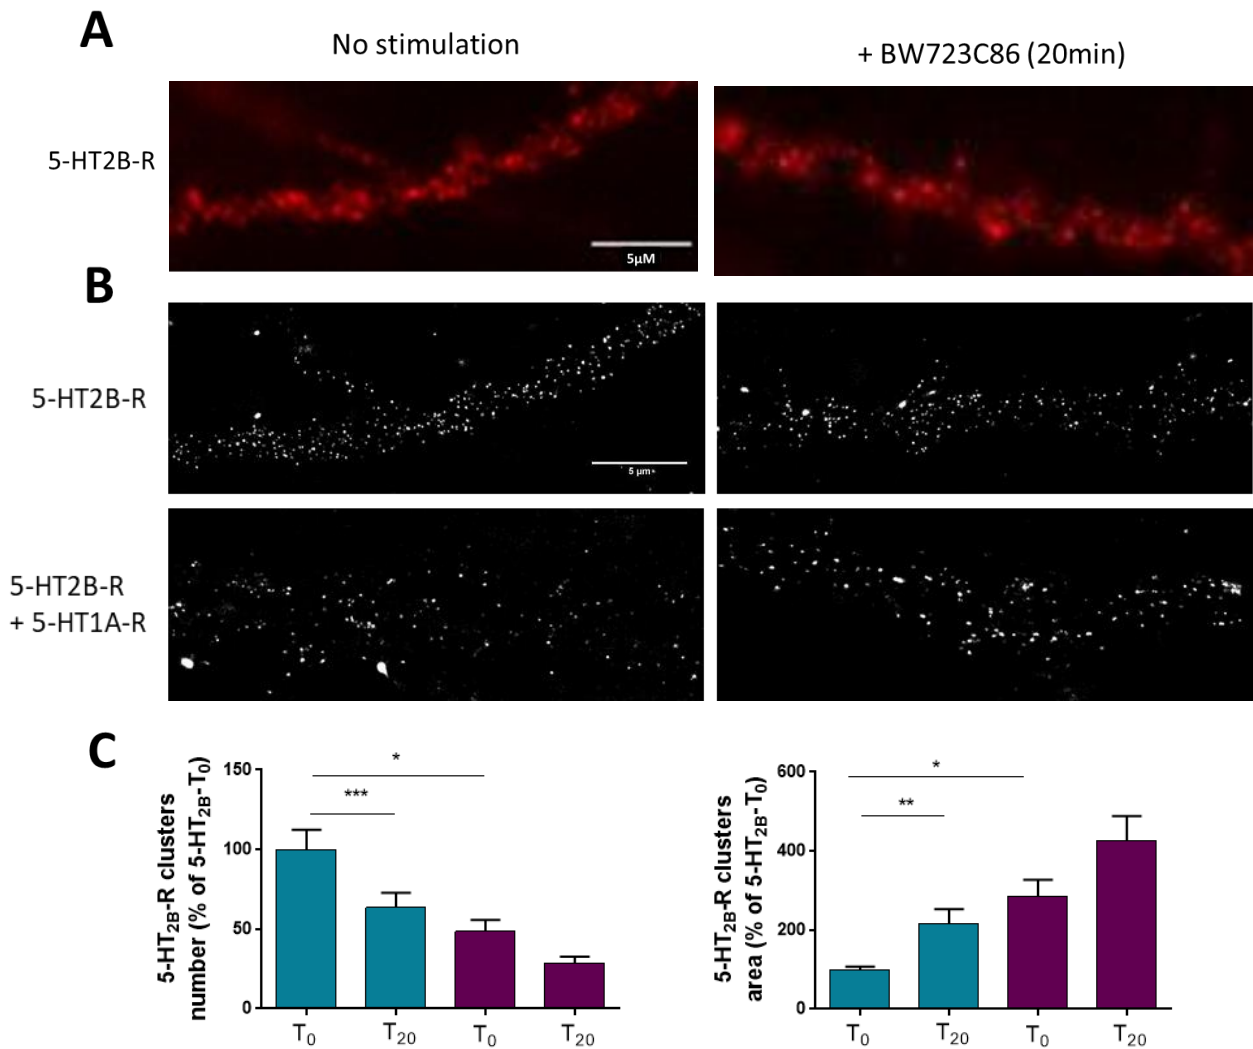 A
No stimulation
+ BW723C86 (20min)
5-HT2B-R
5µM
B
5-HT2B-R
5 µm
5-HT2B-R
+ 5-HT1A-R
C
5-HT2B-R clusters
number (% of 5-HT2B-T0)
150
100
50
0
*
***
T0
T20
T0
T20
5-HT2B-R clusters
area (% of 5-HT2B-T0)
600
400
200
0
*
**
T0
T20
T0
T20